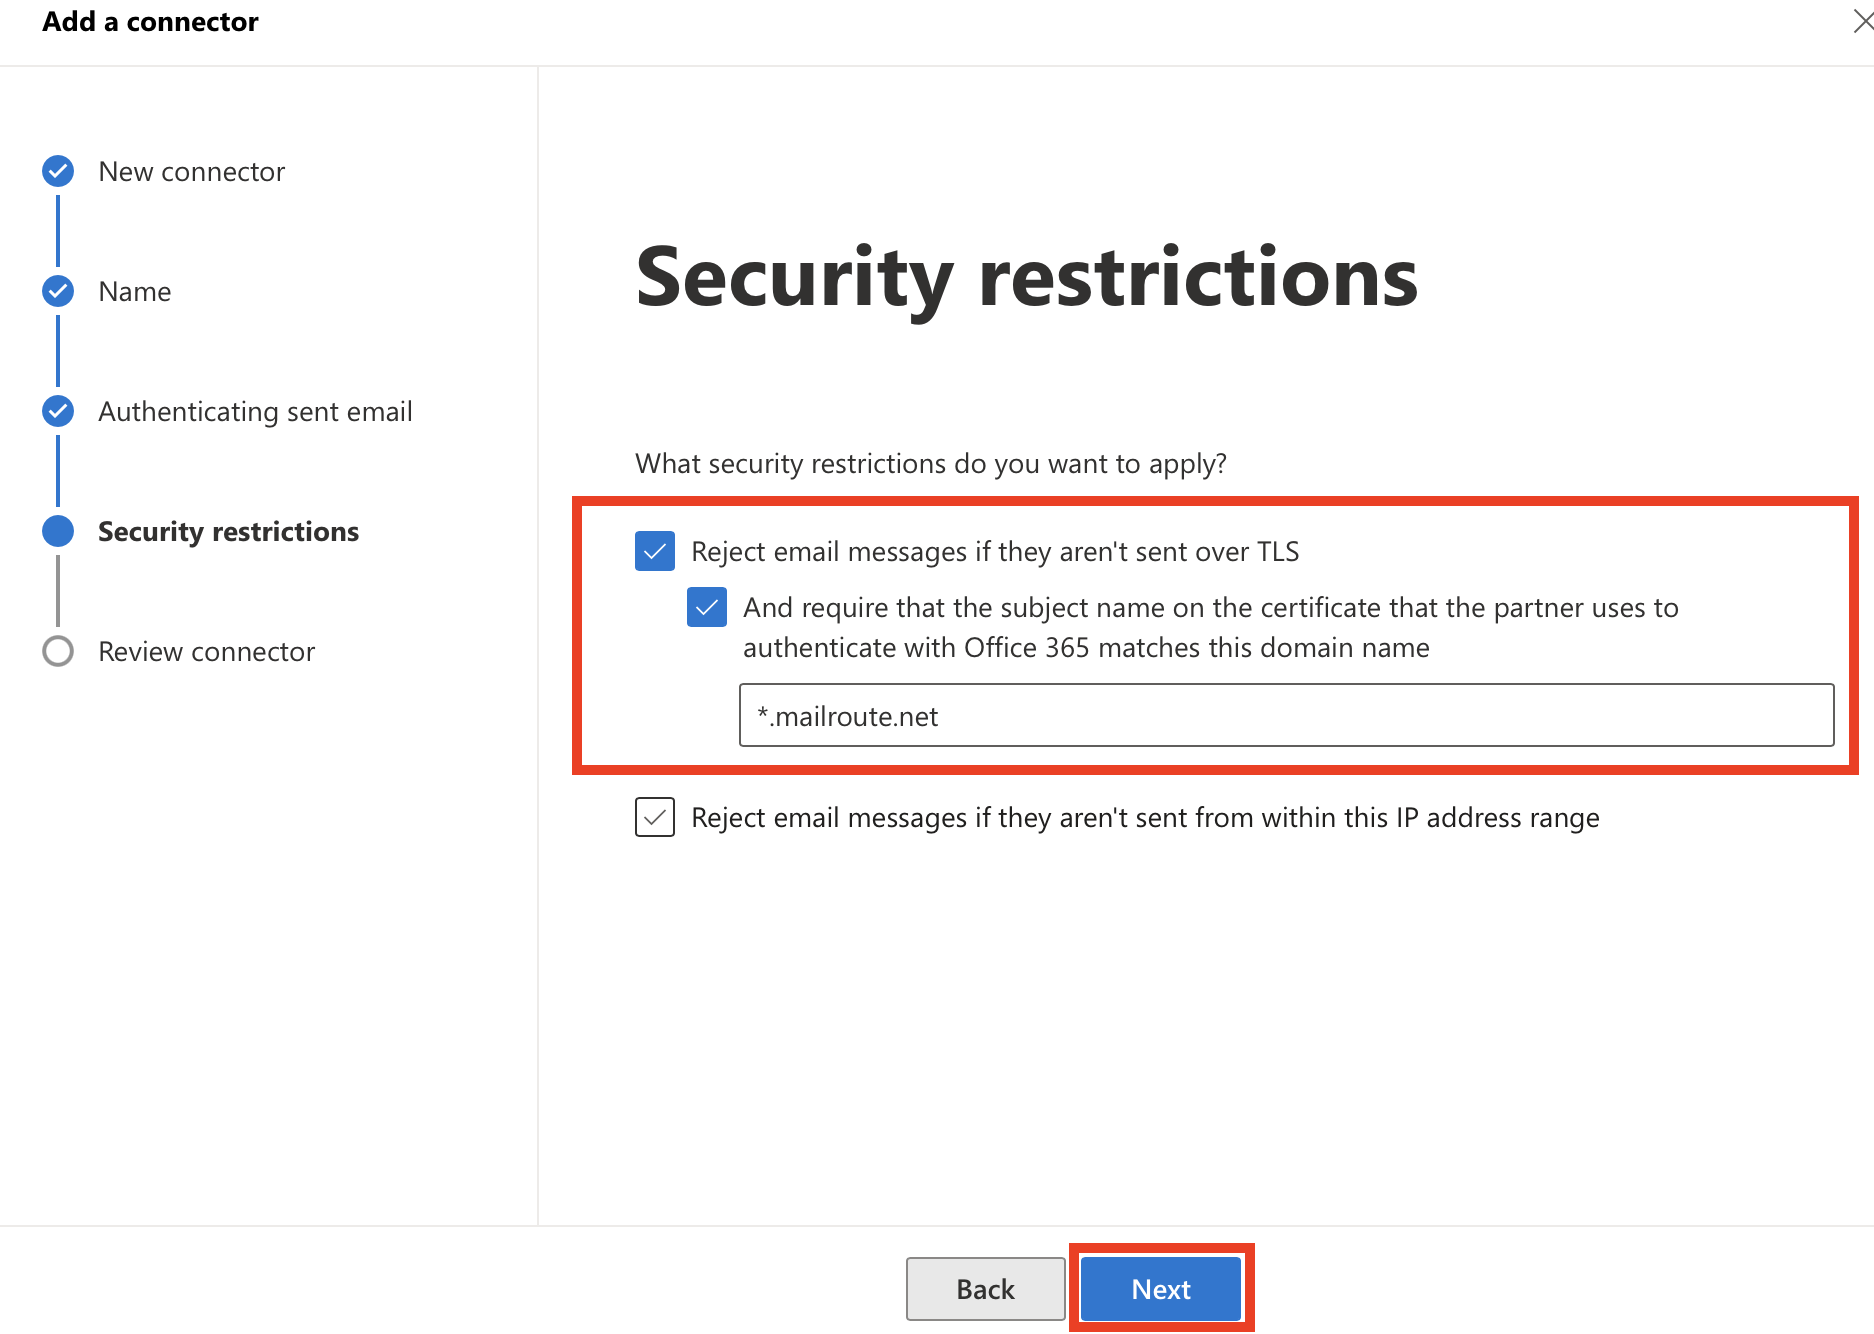 Add a connector
New connector
Name
Authenticating sent email
Security restrictions
Review connector
Security restrictions
What security restrictions do you want to apply?
Reject email messages if they aren't sent over TLS
And require that the subject name on the certificate that the partner uses to
authenticate with Office 365 matches this domain name
*.mailroute.net
Reject email messages if they aren't sent from within this IP address range
Back
Next